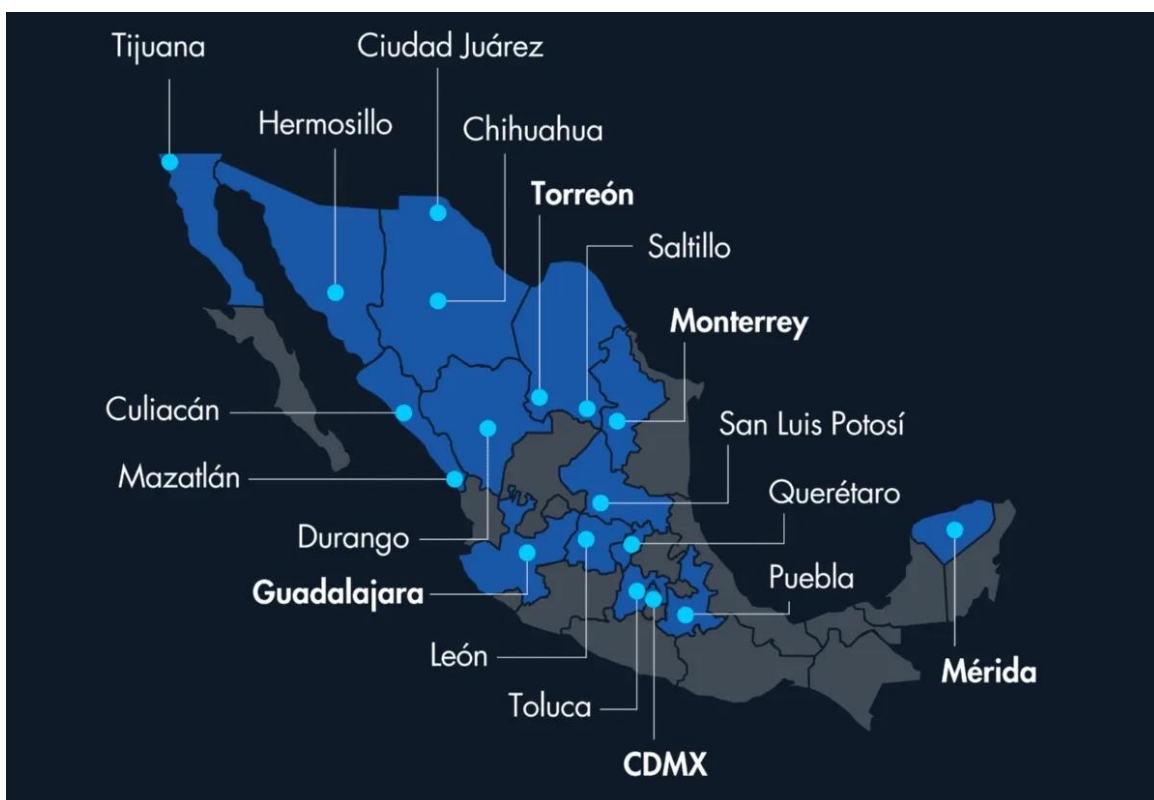 Tijuana
Ciudad Juárez
Hermosillo
Chihuahua
Torreón
Saltillo
Monterrey
Culiacán
San Luis Potosí
Mazatlán
Querétaro
Durango
Puebla
Guadalajara
León
Mérida
Toluca
CDMX